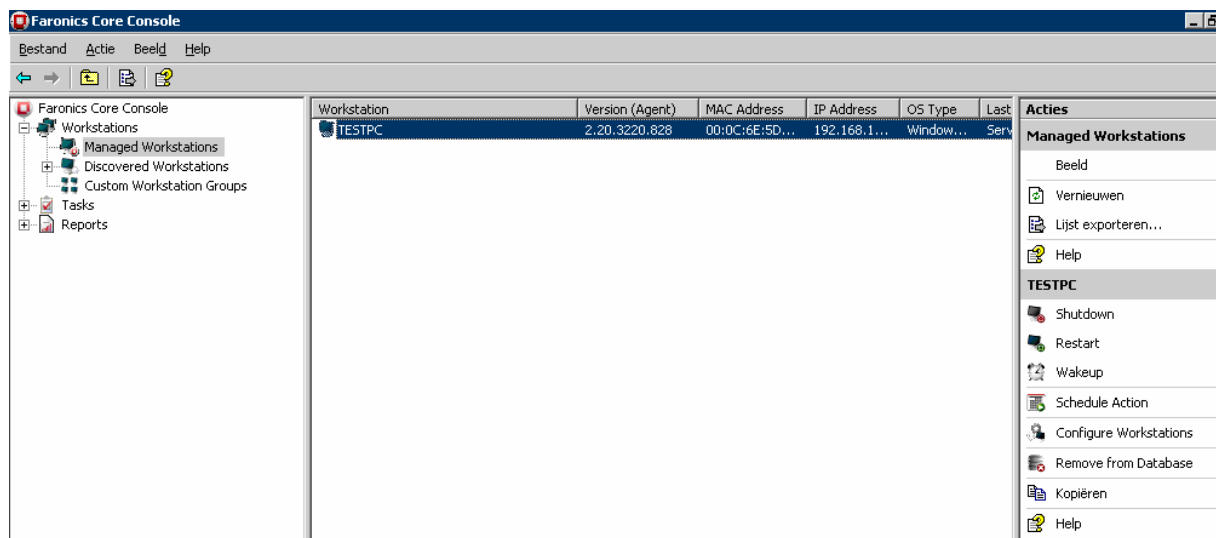 Faronics Core Console
Bestand Actie Beeld Help
Faronics Core Console
Workstations
Managed Workstations
Discovered Workstations
Custom Workstation Groups
Tasks
Reports
Workstation Version (Agent) MAC Address IP Address OS Type Last
TESTPC 2.20.3220.828 00:0C:6E:5D... 192.168.1... Window... Serv
Acties
Managed Workstations
Beeld
Vernieuwen
Lijst exporteren...
Help
TESTPC
Shutdown
Restart
Wakeup
Schedule Action
Configure Workstations
Remove from Database
Kopiëren
Help